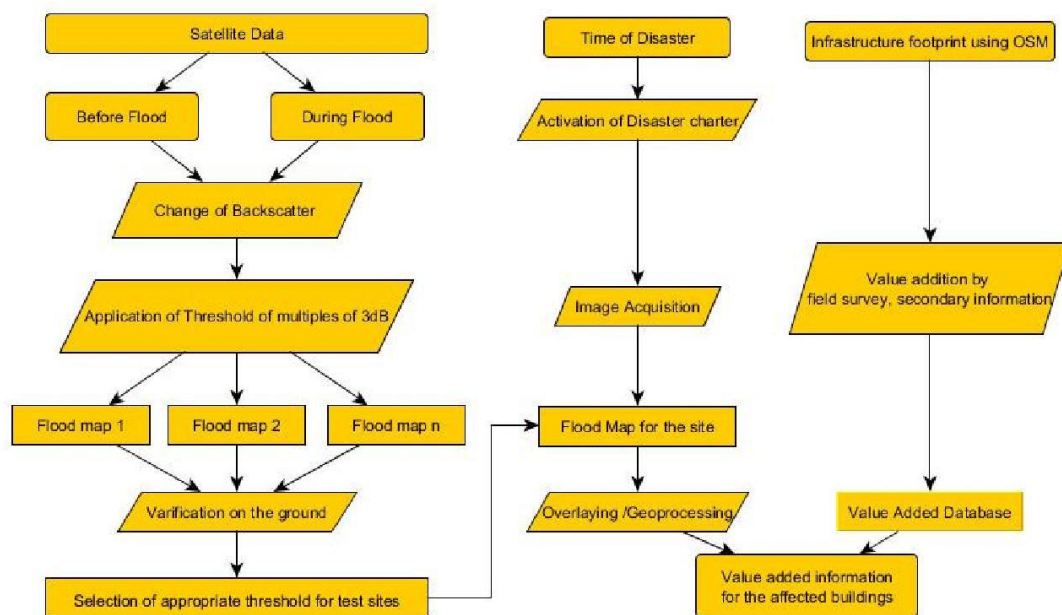 Satellite Data
Before Flood
During Flood
Change of Backscatter
Application of Threshold of multiples of 3dB
Flood map 1
Flood map 2
Flood map n
Varification on the ground
Selection of appropriate threshold for test sites
Time of Disaster
Activation of Disaster charter
Image Acquisition
Flood Map for the site
Overlaying /Geoprocessing
Infrastructure footprint using OSM
Value addition by
field survey, secondary information
Value Added Database
Value added information
for the affected buildings